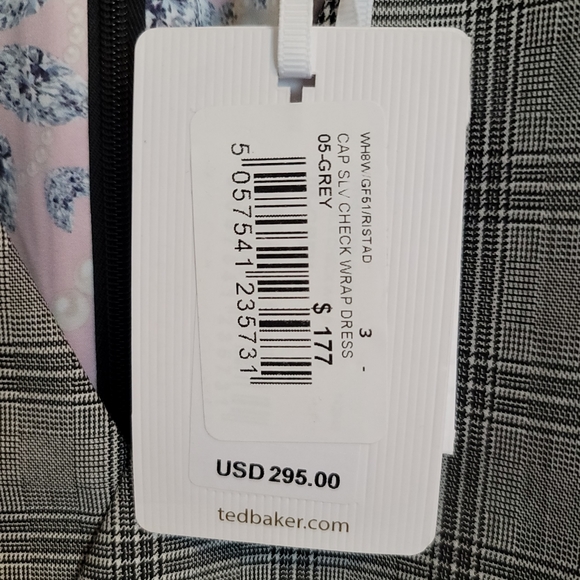 WH8W/GF61/RISTAD
3 -
CAP SLV CHECK WRAP DRESS
05-GREY
$ 177
5 057541 235731
USD 295.00
tedbaker.com